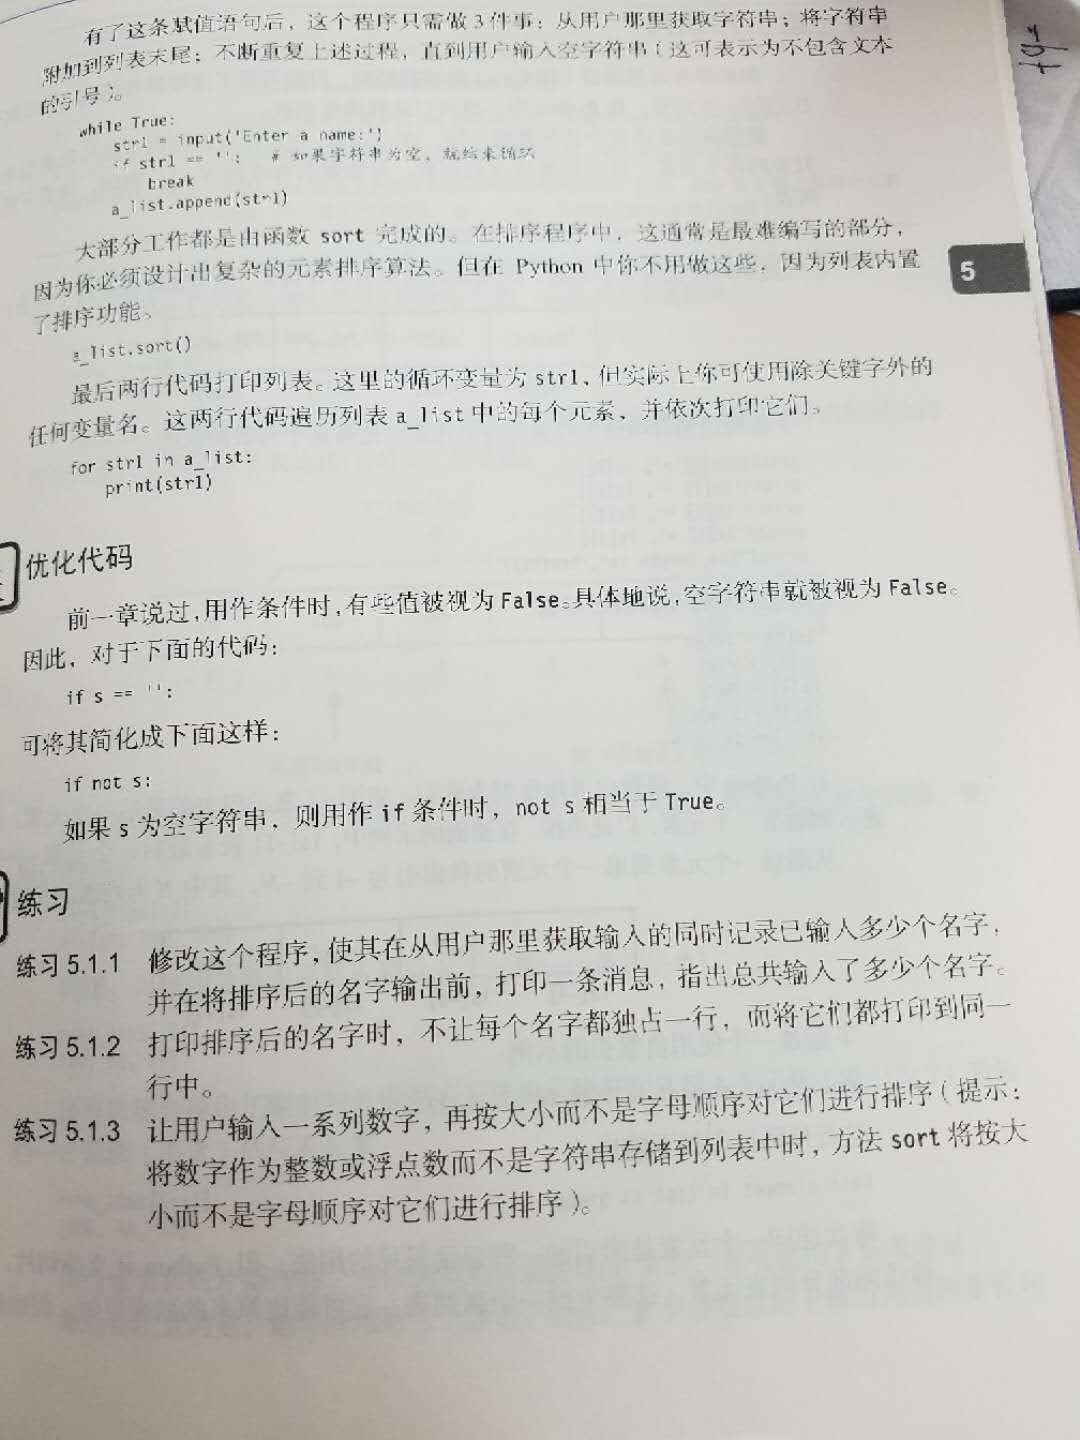 有了这条赋值语句后，这个程序只需做3件事：从用户那里获取字符串；将字符串
附加到列表末尾；不断重复上述过程，直到用户输入空字符串（这可表示为不包含文本
的引号）。
while True:
str1 = input('Enter a name:')
if str1 == '': # 如果字符串为空，就结束循环
break
a_list.append(str1)
大部分工作都是由函数 sort 完成的。在排序程序中，这通常是最难编写的部分，
因为你必须设计出复杂的元素排序算法。但在 Python 中你不用做这些，因为列表内置
了排序功能。
5
a_list.sort()
最后两行代码打印列表。这里的循环变量为 str1，但实际上你可使用除关键字外的
任何变量名。这两行代码遍历列表 a_list 中的每个元素，并依次打印它们。
for str1 in a_list:
print(str1)
优化代码
前一章说过，用作条件时，有些值被视为 False。具体地说，空字符串就被视为 False。
因此，对于下面的代码：
if s == '':
可将其简化成下面这样：
if not s:
如果 s 为空字符串，则用作 if 条件时，not s 相当于 True。
练习
练习 5.1.1 修改这个程序，使其在从用户那里获取输入的同时记录已输入多少个名字，
并在将排序后的名字输出前，打印一条消息，指出总共输入了多少个名字。
练习 5.1.2 打印排序后的名字时，不让每个名字都独占一行，而将它们都打印到同一
行中。
练习 5.1.3 让用户输入一系列数字，再按大小而不是字母顺序对它们进行排序（提示：
将数字作为整数或浮点数而不是字符串存储到列表中时，方法 sort 将按大
小而不是字母顺序对它们进行排序）。